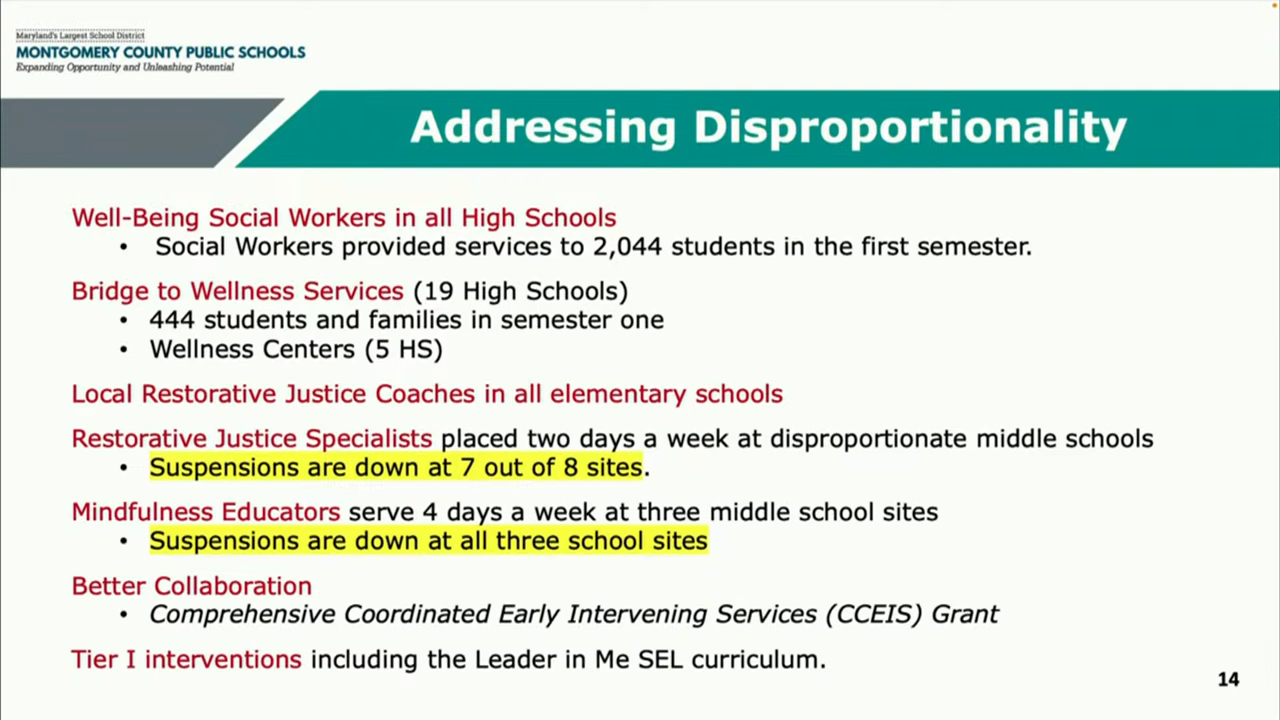 Maryland's Largest School District
MONTGOMERY COUNTY PUBLIC SCHOOLS
Expanding Opportunity and Unleashing Potential
Addressing Disproportionality
Well-Being Social Workers in all High Schools
• Social Workers provided services to 2,044 students in the first semester.
Bridge to Wellness Services (19 High Schools)
• 444 students and families in semester one
• Wellness Centers (5 HS)
Local Restorative Justice Coaches in all elementary schools
Restorative Justice Specialists placed two days a week at disproportionate middle schools
• Suspensions are down at 7 out of 8 sites.
Mindfulness Educators serve 4 days a week at three middle school sites
• Suspensions are down at all three school sites
Better Collaboration
• Comprehensive Coordinated Early Intervening Services (CCEIS) Grant
Tier I interventions including the Leader in Me SEL curriculum.
14